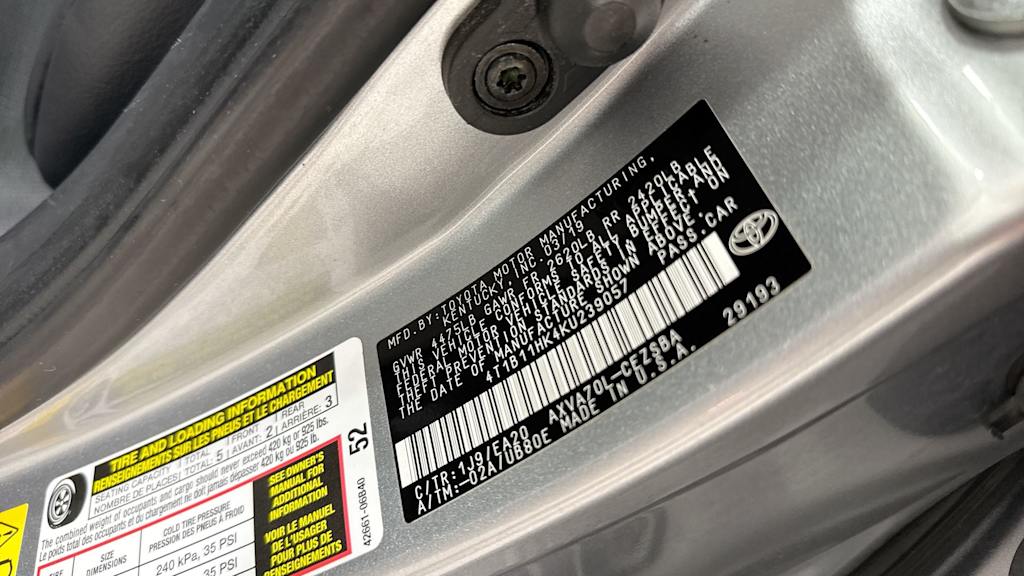 MFD.BY:TOYOTA MOTOR MANUFACTURING,
KENTUCKY, INC. 03/19
GVWR 4475LB GAWR FR 2620LB RR 2620LB
THIS VEHICLE CONFORMS TO ALL APPLICABLE
FEDERAL MOTOR VEHICLE SAFETY, BUMPER, AND
THEFT PREVENTION STANDARDS IN EFFECT ON
THE DATE OF MANUFACTURE SHOWN ABOVE.
4T1G11HK4KU239057 PASS.CAR
C/TR:1J9/EA20 AXVA70L-CEZSBA
A/TM:-02A/U880E MADE IN U.S.A. 29193
TIRE AND LOADING INFORMATION
RENSEIGNEMENTS SUR LES PNEUS ET LE CHARGEMENT
SEATING CAPACITY TOTAL FRONT REAR
NOMBRE DE PLACES TOTAL 5 AVANT: 2 ARRIÈRE: 3
The combined weight of occupants and cargo should never exceed 420 kg or 925 lbs.
Le poids total des occupants et du chargement ne doit jamais dépasser 420 kg or 925 lb.
SIZE
DIMENSIONS
COLD TIRE PRESSURE
PRESSION DES PNEUS À FROID
240 kPa, 35 PSI
35 PSI
SEE OWNER'S
MANUAL FOR
ADDITIONAL
INFORMATION
VOIR LE MANUEL
DE L'USAGER
POUR PLUS DE
RENSEIGNEMENTS
52
42661-06B40